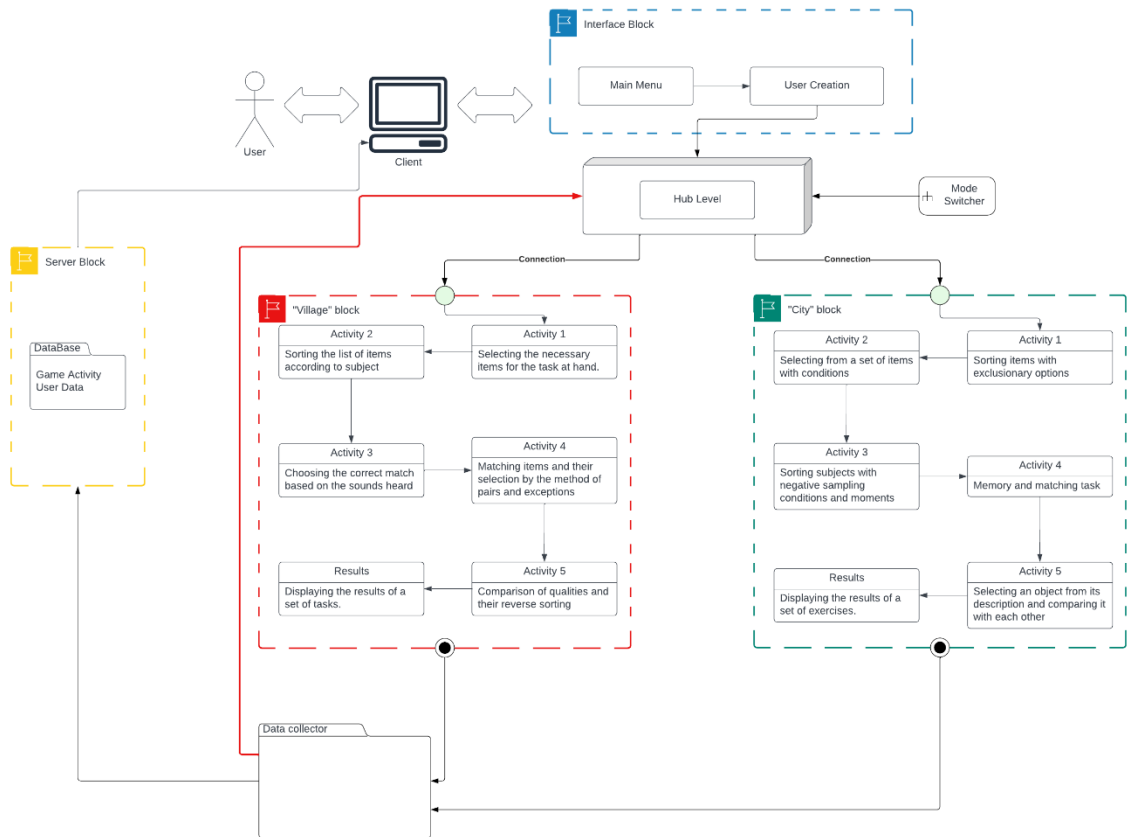 Interface Block
Main Menu
User Creation
User
Client
Hub Level
Mode
Switcher
Server Block
Connection
Connection
DataBase
Game Activity
User Data
"Village" block
Activity 2
Sorting the list of items
according to subject
Activity 1
Selecting the necessary
items for the task at hand.
Activity 3
Choosing the correct match
based on the sounds heard
Activity 4
Matching items and their
selection by the method of
pairs and exceptions
Results
Displaying the results of a
set of tasks.
Activity 5
Comparison of qualities and
their reverse sorting
"City" block
Activity 2
Selecting from a set of items
with conditions
Activity 1
Sorting items with
exclusionary options
Activity 3
Sorting subjects with
negative sampling
conditions and moments
Activity 4
Memory and matching task
Results
Displaying the results of a
set of exercises.
Activity 5
Selecting an object from its
description and comparing it
with each other
Data collector